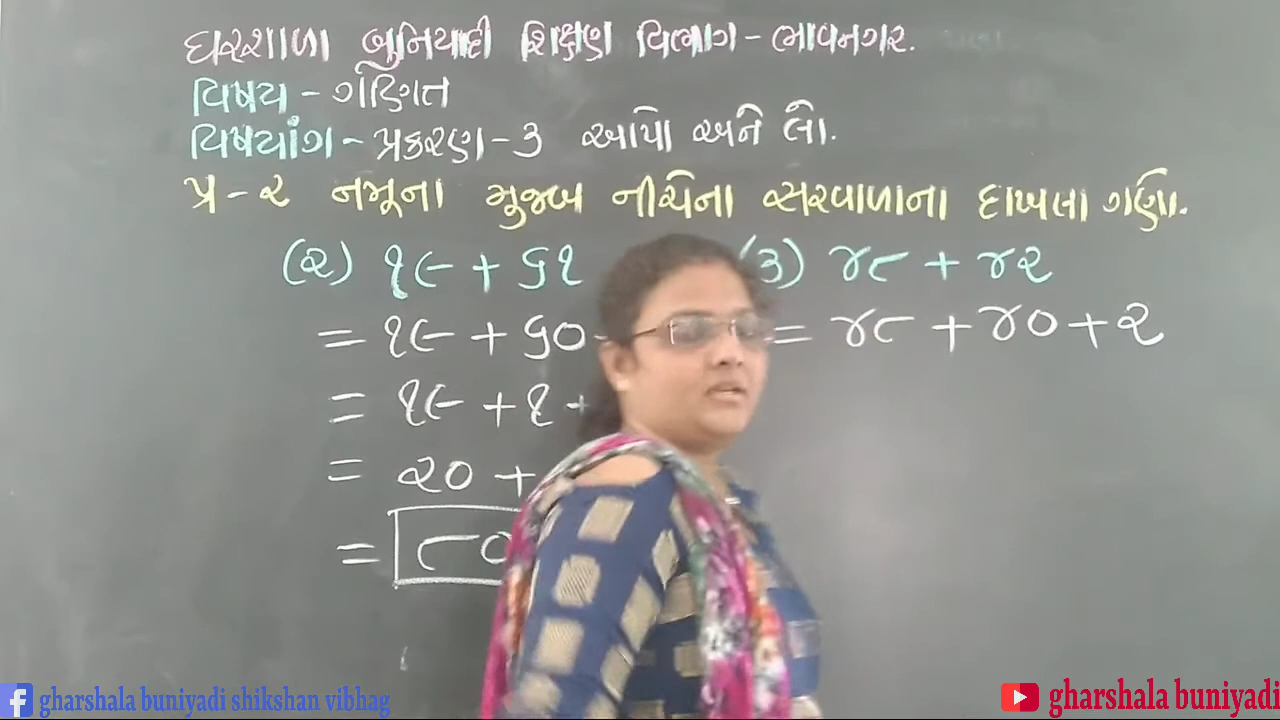 ઘરશાળા બુનિયાદી શિક્ષણ વિભાગ - ભાવનગર.
વિષય - ગણિત
વિષયાંગ - પ્રકરણ - ૩ આપો અને લો.
પ્ર - ૨ નમૂના મુજબ નીચેના સરવાળાના દાખલા ગણો.
(૨) ૧૯ + ૬૧
= ૧૯ + ૬૦
= ૧૯ + ૧ +
= ૨૦ +
= ૮૦
(૩) ૪૮ + ૪૨
= ૪૮ + ૪૦ + ૨
gharshala buniyadi shikshan vibhag
gharshala buniyadi